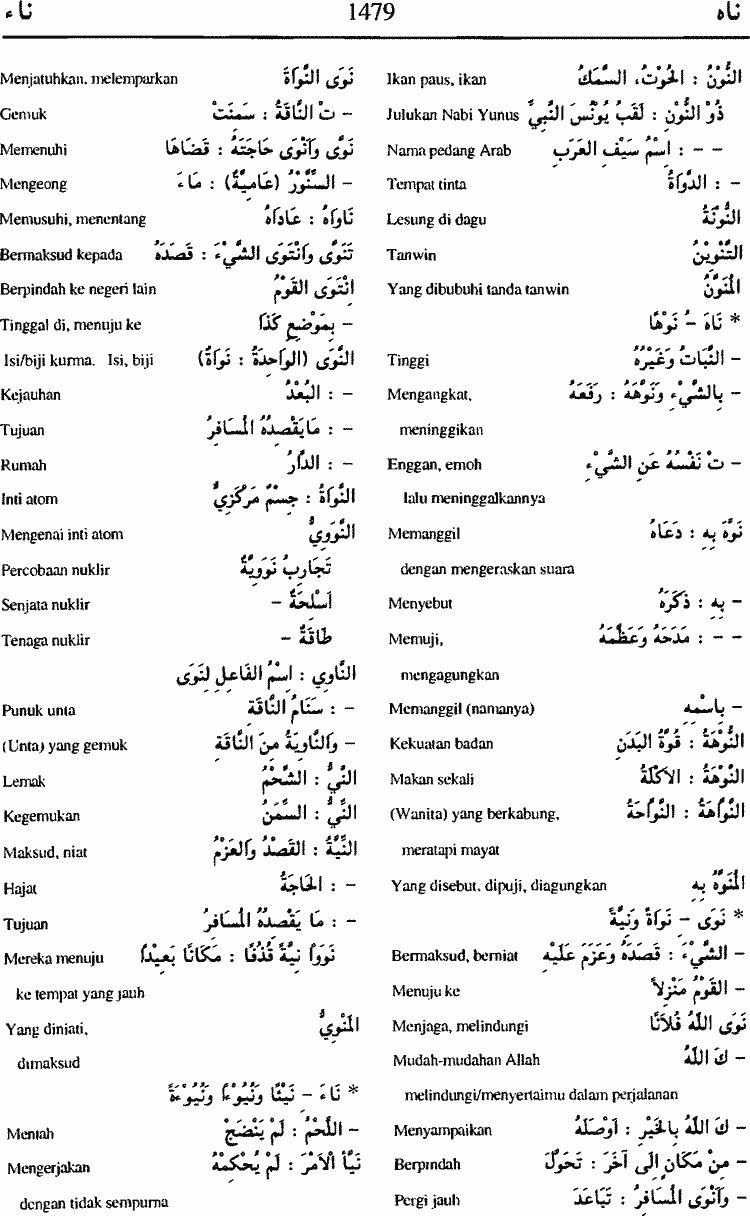 ناه 1479 ناء
النُّوْنُ : الحُوْتُ، السَّمَكُ Ikan paus, ikan
ذُو النُّونِ : لَقَبُ يُونُسَ النَّبِيِّ Julukan Nabi Yunus
- - : اسْمُ سَيْفِ العَرَبِ Nama pedang Arab
- : الدَّوَاةُ Tempat tinta
النُّونَةُ Lesung di dagu
التَّنْوِيْنُ Tanwin
المُنَوَّنُ Yang dibubuhi tanda tanwin
* نَاهَ - نَوْهًا
- النَّبَاتُ وَغَيْرُهُ Tinggi
- بِالشَّيْءِ وَنَوَّهَهُ : رَفَعَهُ Mengangkat,
meninggikan
- تْ نَفْسُهُ عَنِ الشَّيْءِ Enggan, emoh
lalu meninggalkannya
نَوَّهَ بِهِ : دَعَاهُ Memanggil
dengan mengeraskan suara
- بِهِ : ذَكَرَهُ Menyebut
- - : مَدَحَهُ وَعَظَّمَهُ Memuji,
mengagungkan
- بِاسْمِهِ Memanggil (namanya)
النُّوْهَةُ : قُوَّةُ البَدَنِ Kekuatan badan
النَّوْهَةُ : الأَكْلَةُ Makan sekali
النَّوَّاهَةُ : النَّوَّاحَةُ (Wanita) yang berkabung,
meratapi mayat
المُنَوَّهُ بِهِ Yang disebut, dipuji, diagungkan
* نَوَى - نَوَاةً وَنِيَّةً
- الشَّيْءَ : قَصَدَهُ وَعَزَمَ عَلَيْهِ Bermaksud, berniat
- القَوْمُ مَنْزِلاً Menuju ke
نَوَى اللّٰهُ فُلَانًا Menjaga, melindungi
- كَ اللّٰهُ Mudah-mudahan Allah
melindungi/menyertaimu dalam perjalanan
- كَ اللّٰهُ بِالخَيْرِ : أَوْصَلَهُ Menyampaikan
- مِنْ مَكَانٍ إِلَى آخَرَ : تَحَوَّلَ Berpindah
- وَأَنْوَى المُسَافِرُ : تَبَاعَدَ Pergi jauh
نَوَى النَّوَاةَ Menjatuhkan, melemparkan
- تْ النَّاقَةُ : سَمِنَتْ Gemuk
نَوَّى وَأَنْوَى حَاجَتَهُ : قَضَاهَا Memenuhi
- السِّنَّوْرُ (عَامِيَّةٌ) : مَاءَ Mengeong
نَاوَاهُ : عَادَاهُ Memusuhi, menentang
تَنَوَّى وَانْتَوَى الشَّيْءَ : قَصَدَهُ Bermaksud kepada
انْتَوَى القَوْمُ Berpindah ke negeri lain
- بِمَوْضِعِ كَذَا Tinggal di, menuju ke
النَّوَى (الوَاحِدَةُ : نَوَاةٌ) Isi/biji kurma. Isi, biji
- : البُعْدُ Kejauhan
- : مَايَقْصِدُهُ المُسَافِرُ Tujuan
- : الدَّارُ Rumah
النَّوَاةُ : جِسْمٌ مَرْكَزِيٌّ Inti atom
النَّوَوِيُّ Mengenai inti atom
تَجَارِبُ نَوَوِيَّةٌ Percobaan nuklir
أَسْلِحَةٌ - Senjata nuklir
طَاقَةٌ - Tenaga nuklir
النَّاوِي : اسْمُ الفَاعِلِ لِنَوَى
- : سَنَامُ النَّاقَةِ Punuk unta
- وَالنَّاوِيَةُ مِنَ النَّاقَةِ (Unta) yang gemuk
النَّيُّ : الشَّحْمُ Lemak
النِّيُّ : السِّمَنُ Kegemukan
النِّيَّةُ : القَصْدُ وَالعَزْمُ Maksud, niat
- : الحَاجَةُ Hajat
- : مَا يَقْصِدُهُ المُسَافِرُ Tujuan
نَوَوْا نِيَّةً قُذُفًا : مَكَانًا بَعِيْدًا Mereka menuju
ke tempat yang jauh
المَنْوِيُّ Yang diniati,
dimaksud
* نَاءَ - نَيْئًا وَنُيُوْءًا وَنُيُوْءَةً
- اللَّحْمُ : لَمْ يَنْضَجْ Mentah
نَيَّأَ الأَمْرَ : لَمْ يُحْكِمْهُ Mengerjakan
dengan tidak sempurna